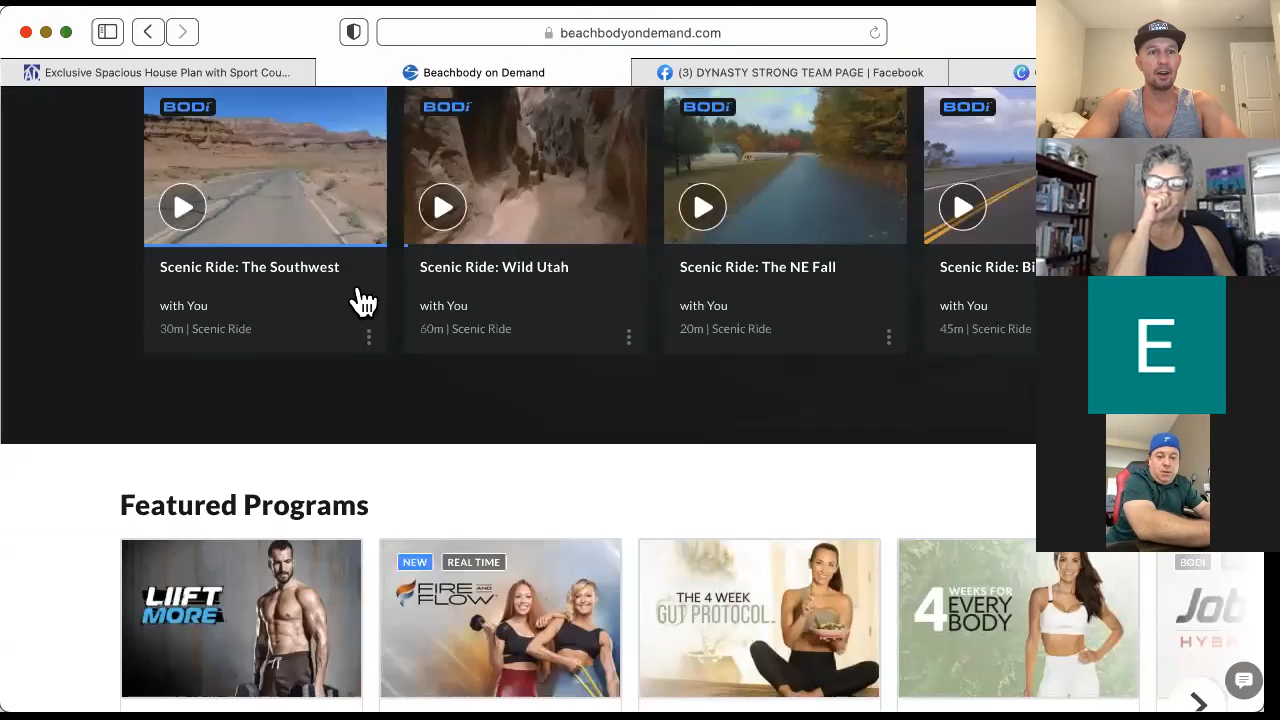 beachbodyondemand.com
Exclusive Spacious House Plan with Sport Cou...
Beachbody on Demand
(3) DYNASTY STRONG TEAM PAGE | Facebook
BODi
BODi
BODi
BODi
Scenic Ride: The Southwest
Scenic Ride: Wild Utah
Scenic Ride: The NE Fall
Scenic Ride: Bi
with You
with You
with You
with You
30m | Scenic Ride
60m | Scenic Ride
20m | Scenic Ride
45m | Scenic Ride
E
Featured Programs
LIIFT
MORE
NEW
REAL TIME
FIRE AND
FLOW
THE 4 WEEK
GUT PROTOCOL
4 WEEKS FOR
EVERY
BODY
BODI
Job
HYB